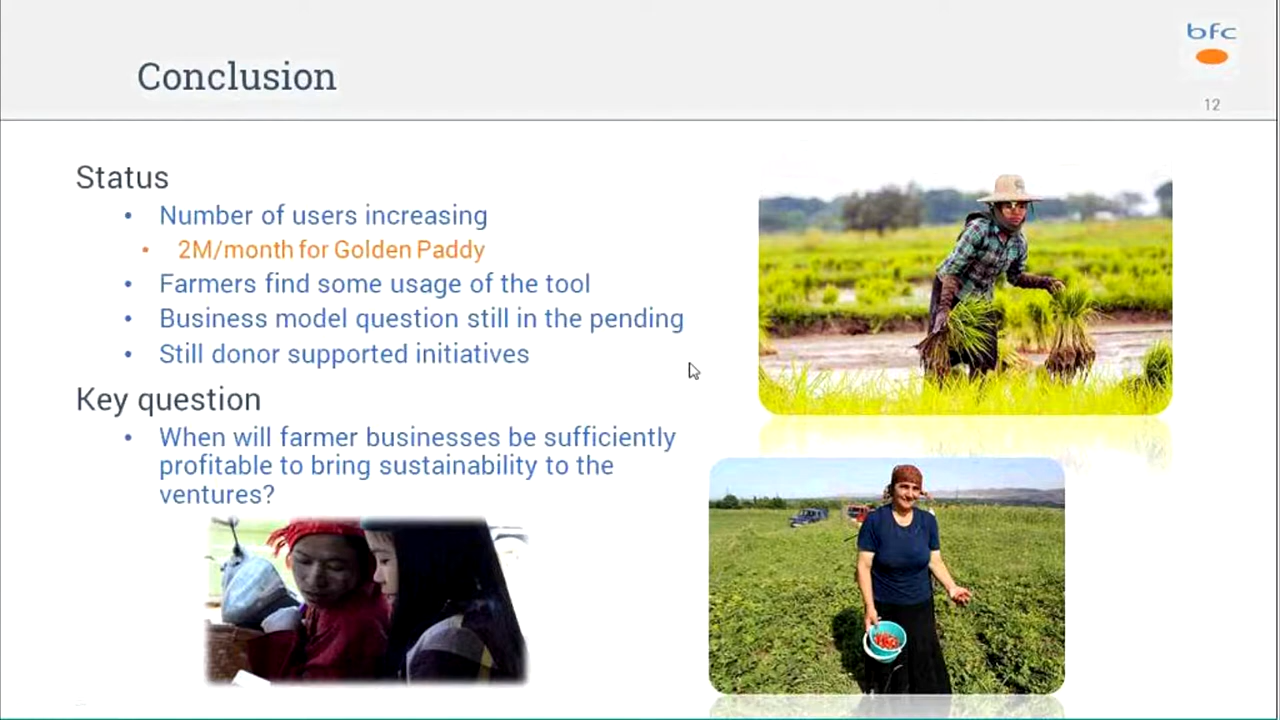 bfc
Conclusion
12
Status
• Number of users increasing
• 2M/month for Golden Paddy
• Farmers find some usage of the tool
• Business model question still in the pending
• Still donor supported initiatives
Key question
• When will farmer businesses be sufficiently
profitable to bring sustainability to the
ventures?